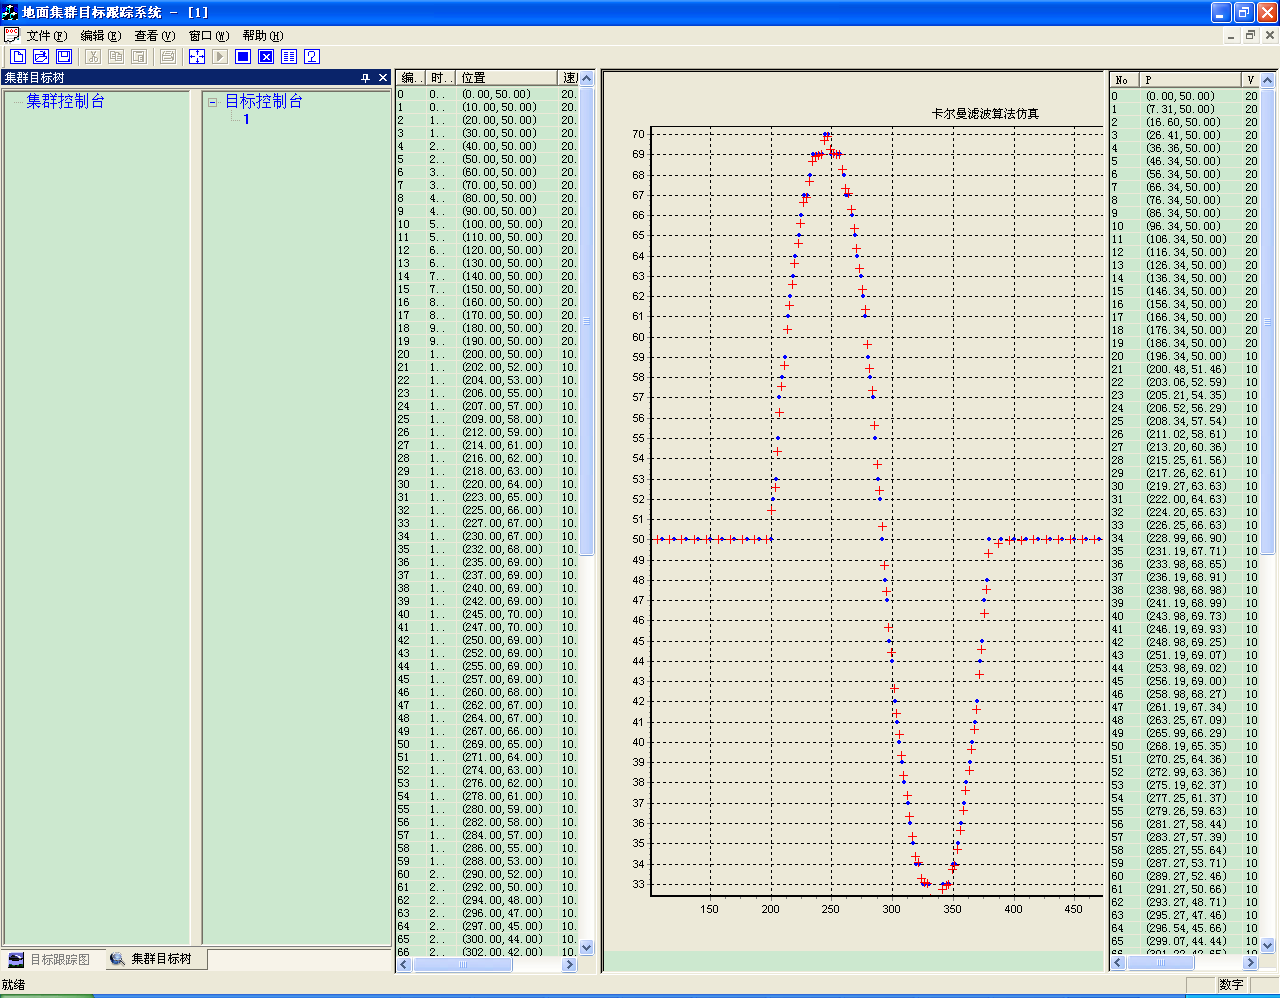 地面集群目标跟踪系统 - [1]
文件(F) 编辑(E) 查看(V) 窗口(W) 帮助(H)
集群目标树
集群控制台
目标控制台
1
编.. 时.. 位置 速度
0 0.. (0.00,50.00) 20.
1 0.. (10.00,50.00) 20.
2 1.. (20.00,50.00) 20.
3 1.. (30.00,50.00) 20.
4 2.. (40.00,50.00) 20.
5 2.. (50.00,50.00) 20.
6 3.. (60.00,50.00) 20.
7 3.. (70.00,50.00) 20.
8 4.. (80.00,50.00) 20.
9 4.. (90.00,50.00) 20.
10 5.. (100.00,50.00) 20.
11 5.. (110.00,50.00) 20.
12 6.. (120.00,50.00) 20.
13 6.. (130.00,50.00) 20.
14 7.. (140.00,50.00) 20.
15 7.. (150.00,50.00) 20.
16 8.. (160.00,50.00) 20.
17 8.. (170.00,50.00) 20.
18 9.. (180.00,50.00) 20.
19 9.. (190.00,50.00) 20.
20 1.. (200.00,50.00) 10.
21 1.. (202.00,52.00) 10.
22 1.. (204.00,53.00) 10.
23 1.. (206.00,55.00) 10.
24 1.. (207.00,57.00) 10.
25 1.. (209.00,58.00) 10.
26 1.. (212.00,59.00) 10.
27 1.. (214.00,61.00) 10.
28 1.. (216.00,62.00) 10.
29 1.. (218.00,63.00) 10.
30 1.. (220.00,64.00) 10.
31 1.. (223.00,65.00) 10.
32 1.. (225.00,66.00) 10.
33 1.. (227.00,67.00) 10.
34 1.. (230.00,67.00) 10.
35 1.. (232.00,68.00) 10.
36 1.. (235.00,69.00) 10.
37 1.. (237.00,69.00) 10.
38 1.. (240.00,69.00) 10.
39 1.. (242.00,69.00) 10.
40 1.. (245.00,70.00) 10.
41 1.. (247.00,70.00) 10.
42 1.. (250.00,69.00) 10.
43 1.. (252.00,69.00) 10.
44 1.. (255.00,69.00) 10.
45 1.. (257.00,69.00) 10.
46 1.. (260.00,68.00) 10.
47 1.. (262.00,67.00) 10.
48 1.. (264.00,67.00) 10.
49 1.. (267.00,66.00) 10.
50 1.. (269.00,65.00) 10.
51 1.. (271.00,64.00) 10.
52 1.. (274.00,63.00) 10.
53 1.. (276.00,62.00) 10.
54 1.. (278.00,61.00) 10.
55 1.. (280.00,59.00) 10.
56 1.. (282.00,58.00) 10.
57 1.. (284.00,57.00) 10.
58 1.. (286.00,55.00) 10.
59 1.. (288.00,53.00) 10.
60 2.. (290.00,52.00) 10.
61 2.. (292.00,50.00) 10.
62 2.. (294.00,48.00) 10.
63 2.. (296.00,47.00) 10.
64 2.. (297.00,45.00) 10.
65 2.. (300.00,44.00) 10.
66 2.. (302.00,42.00) 10.
卡尔曼滤波算法仿真
70
69
68
67
66
65
64
63
62
61
60
59
58
57
56
55
54
53
52
51
50
49
48
47
46
45
44
43
42
41
40
39
38
37
36
35
34
33
150 200 250 300 350 400 450
No P V
0 (0.00,50.00) 20
1 (7.31,50.00) 20
2 (16.60,50.00) 20
3 (26.41,50.00) 20
4 (36.36,50.00) 20
5 (46.34,50.00) 20
6 (56.34,50.00) 20
7 (66.34,50.00) 20
8 (76.34,50.00) 20
9 (86.34,50.00) 20
10 (96.34,50.00) 20
11 (106.34,50.00) 20
12 (116.34,50.00) 20
13 (126.34,50.00) 20
14 (136.34,50.00) 20
15 (146.34,50.00) 20
16 (156.34,50.00) 20
17 (166.34,50.00) 20
18 (176.34,50.00) 20
19 (186.34,50.00) 20
20 (196.34,50.00) 10
21 (200.48,51.46) 10
22 (203.06,52.59) 10
23 (205.21,54.35) 10
24 (206.52,56.29) 10
25 (208.34,57.54) 10
26 (211.02,58.61) 10
27 (213.20,60.36) 10
28 (215.25,61.56) 10
29 (217.26,62.61) 10
30 (219.27,63.63) 10
31 (222.00,64.63) 10
32 (224.20,65.63) 10
33 (226.25,66.63) 10
34 (228.99,66.90) 10
35 (231.19,67.71) 10
36 (233.98,68.65) 10
37 (236.19,68.91) 10
38 (238.98,68.98) 10
39 (241.19,68.99) 10
40 (243.98,69.73) 10
41 (246.19,69.93) 10
42 (248.98,69.25) 10
43 (251.19,69.07) 10
44 (253.98,69.02) 10
45 (256.19,69.00) 10
46 (258.98,68.27) 10
47 (261.19,67.34) 10
48 (263.25,67.09) 10
49 (265.99,66.29) 10
50 (268.19,65.35) 10
51 (270.25,64.36) 10
52 (272.99,63.36) 10
53 (275.19,62.37) 10
54 (277.25,61.37) 10
55 (279.26,59.63) 10
56 (281.27,58.44) 10
57 (283.27,57.39) 10
58 (285.27,55.64) 10
59 (287.27,53.71) 10
60 (289.27,52.46) 10
61 (291.27,50.66) 10
62 (293.27,48.71) 10
63 (295.27,47.46) 10
64 (296.54,45.66) 10
65 (299.07,44.44) 10
目标跟踪图 集群目标树
就绪
数字